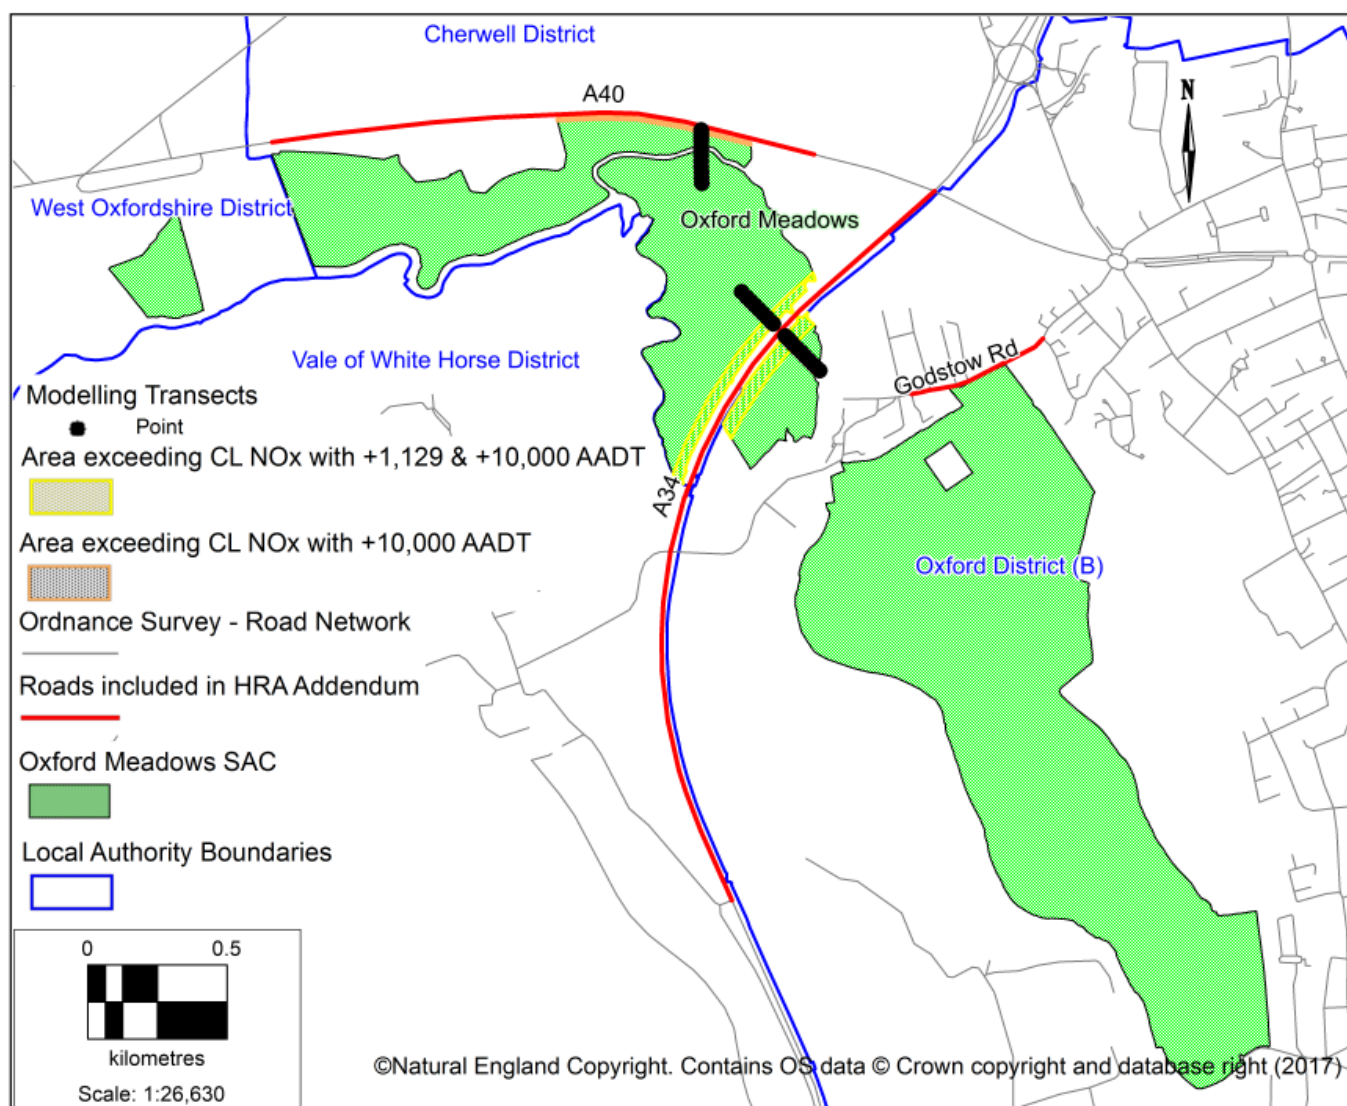 Cherwell District
A40
N
West Oxfordshire District
Oxford Meadows
Vale of White Horse District
Godstow Rd
Modelling Transects
Point
Area exceeding CL NOx with +1,129 & +10,000 AADT
A34
Area exceeding CL NOx with +10,000 AADT
Oxford District (B)
Ordnance Survey - Road Network
Roads included in HRA Addendum
Oxford Meadows SAC
Local Authority Boundaries
0 0.5
kilometres
Scale: 1:26,630
©Natural England Copyright. Contains OS data © Crown copyright and database right (2017)